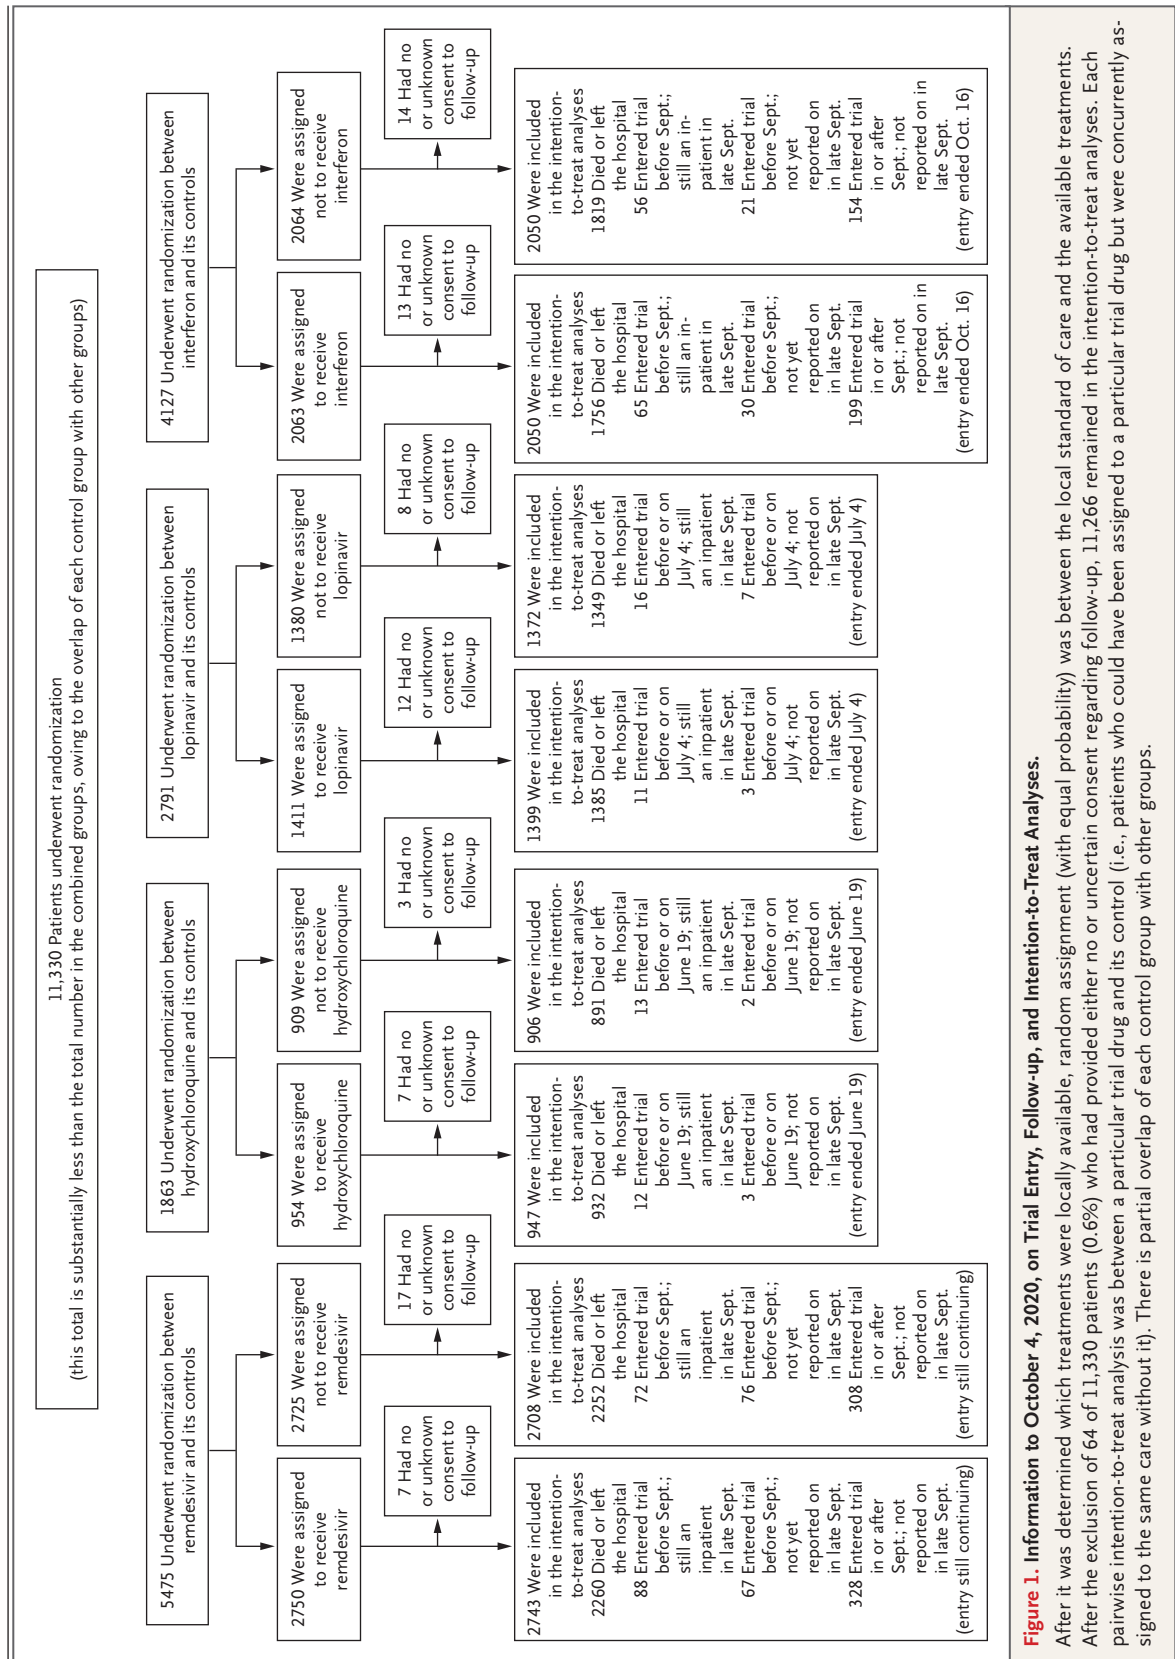 11,330 Patients underwent randomization
(this total is substantially less than the total number in the combined groups, owing to the overlap of each control group with other groups)
5475 Underwent randomization between
remdesivir and its controls
1863 Underwent randomization between
hydroxychloroquine and its controls
2791 Underwent randomization between
lopinavir and its controls
4127 Underwent randomization between
interferon and its controls
2750 Were assigned
to receive
remdesivir
2725 Were assigned
not to receive
remdesivir
954 Were assigned
to receive
hydroxychloroquine
909 Were assigned
not to receive
hydroxychloroquine
1411 Were assigned
to receive
lopinavir
1380 Were assigned
not to receive
lopinavir
2063 Were assigned
to receive
interferon
2064 Were assigned
not to receive
interferon
7 Had no
or unknown
consent to
follow-up
17 Had no
or unknown
consent to
follow-up
7 Had no
or unknown
consent to
follow-up
3 Had no
or unknown
consent to
follow-up
12 Had no
or unknown
consent to
follow-up
8 Had no
or unknown
consent to
follow-up
13 Had no
or unknown
consent to
follow-up
14 Had no
or unknown
consent to
follow-up
2743 Were included
in the intention-
to-treat analyses
2260 Died or left
the hospital
88 Entered trial
before Sept.;
still an
inpatient
in late Sept.
67 Entered trial
before Sept.;
not yet
reported on
in late Sept.
328 Entered trial
in or after
Sept.; not
reported on
in late Sept.
(entry still continuing)
2708 Were included
in the intention-
to-treat analyses
2252 Died or left
the hospital
72 Entered trial
before Sept.;
still an
inpatient
in late Sept.
76 Entered trial
before Sept.;
not yet
reported on
in late Sept.
308 Entered trial
in or after
Sept.; not
reported on
in late Sept.
(entry still continuing)
947 Were included
in the intention-
to-treat analyses
932 Died or left
the hospital
12 Entered trial
before or on
June 19; still
an inpatient
in late Sept.
3 Entered trial
before or on
June 19; not
reported on
in late Sept.
(entry ended June 19)
906 Were included
in the intention-
to-treat analyses
891 Died or left
the hospital
13 Entered trial
before or on
June 19; still
an inpatient
in late Sept.
2 Entered trial
before or on
June 19; not
reported on
in late Sept.
(entry ended June 19)
1399 Were included
in the intention-
to-treat analyses
1385 Died or left
the hospital
11 Entered trial
before or on
July 4; still
an inpatient
in late Sept.
3 Entered trial
before or on
July 4; not
reported on
in late Sept.
(entry ended July 4)
1372 Were included
in the intention-
to-treat analyses
1349 Died or left
the hospital
16 Entered trial
before or on
July 4; still
an inpatient
in late Sept.
7 Entered trial
before or on
July 4; not
reported on
in late Sept.
(entry ended July 4)
2050 Were included
in the intention-
to-treat analyses
1756 Died or left
the hospital
65 Entered trial
before Sept.;
still an in-
patient in
late Sept.
30 Entered trial
before Sept.;
not yet
reported on
in late Sept.
199 Entered trial
in or after
Sept.; not
reported on in
late Sept.
(entry ended Oct. 16)
2050 Were included
in the intention-
to-treat analyses
1819 Died or left
the hospital
56 Entered trial
before Sept.;
still an in-
patient in
late Sept.
21 Entered trial
before Sept.;
not yet
reported on
in late Sept.
154 Entered trial
in or after
Sept.; not
reported on in
late Sept.
(entry ended Oct. 16)
Figure 1. Information to October 4, 2020, on Trial Entry, Follow-up, and Intention-to-Treat Analyses.
After it was determined which treatments were locally available, random assignment (with equal probability) was between the local standard of care and the available treatments.
After the exclusion of 64 of 11,330 patients (0.6%) who had provided either no or uncertain consent regarding follow-up, 11,266 remained in the intention-to-treat analyses. Each
pairwise intention-to-treat analysis was between a particular trial drug and its control (i.e., patients who could have been assigned to a particular trial drug but were concurrently as-
signed to the same care without it). There is partial overlap of each control group with other groups.